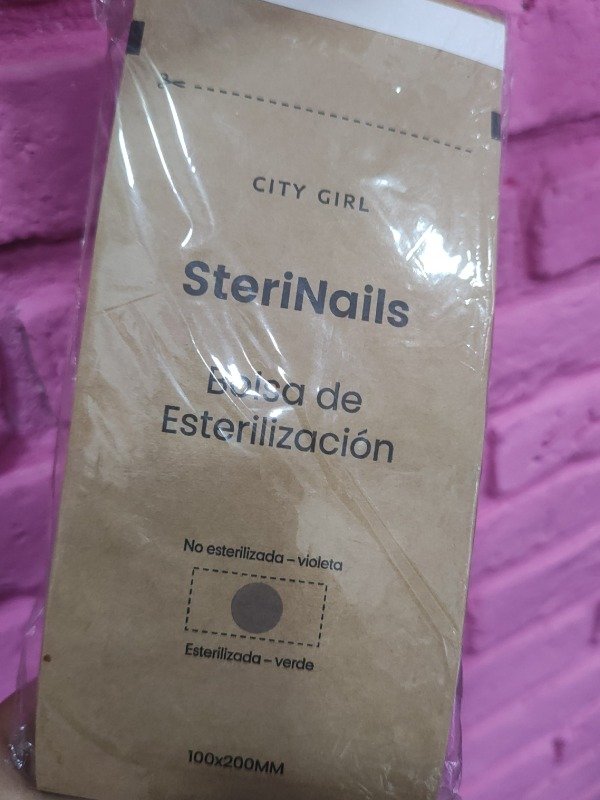 CITY GIRL
SteriNails
Bolsa de
Esterilización
No esterilizada – violeta
Esterilizada – verde
100x200MM